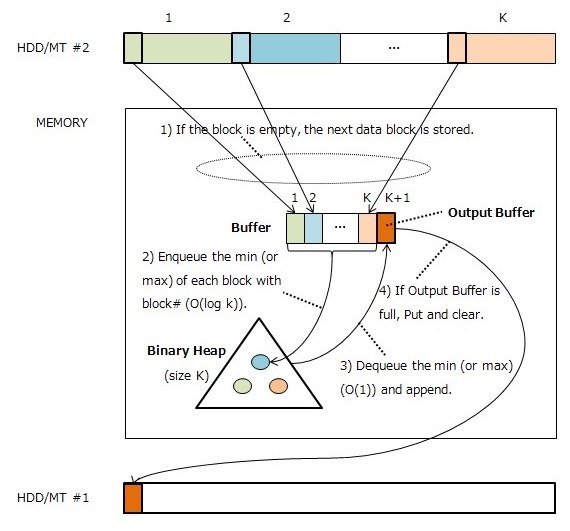 1 2 K
HDD/MT #2 ...
MEMORY
1) If the block is empty, the next data block is stored.
1 2 K K+1
Buffer ... Output Buffer
2) Enqueue the min (or
max) of each block with
block# (O(log k)).
4) If Output Buffer is
full, Put and clear.
Binary Heap
(size K)
3) Dequeue the min (or max)
(O(1)) and append.
HDD/MT #1